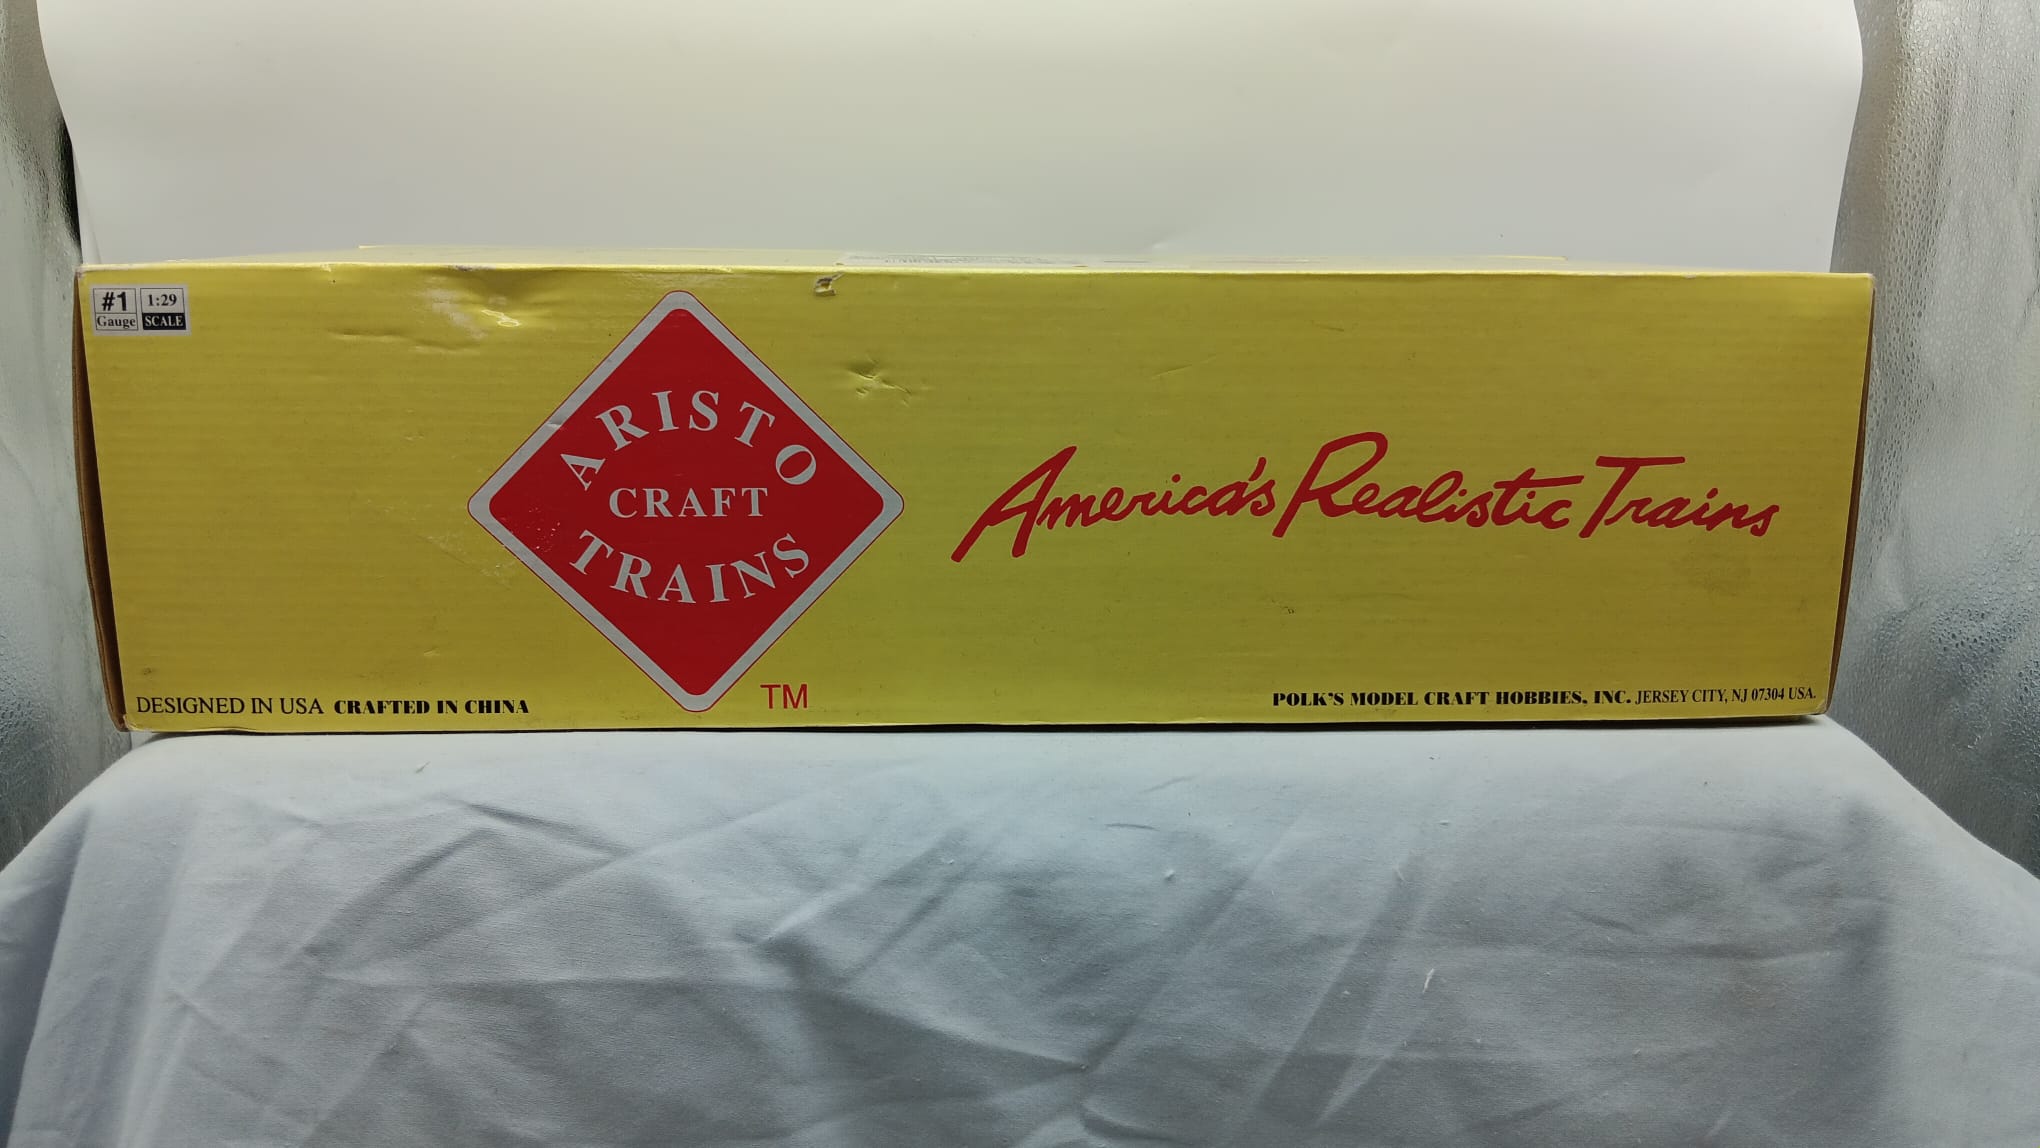 #1
Gauge
1:29
SCALE
ARISTO
CRAFT
TRAINS
TM
America's Realistic Trains
DESIGNED IN USA CRAFTED IN CHINA
POLK'S MODEL CRAFT HOBBIES, INC. JERSEY CITY, NJ 07304 USA.